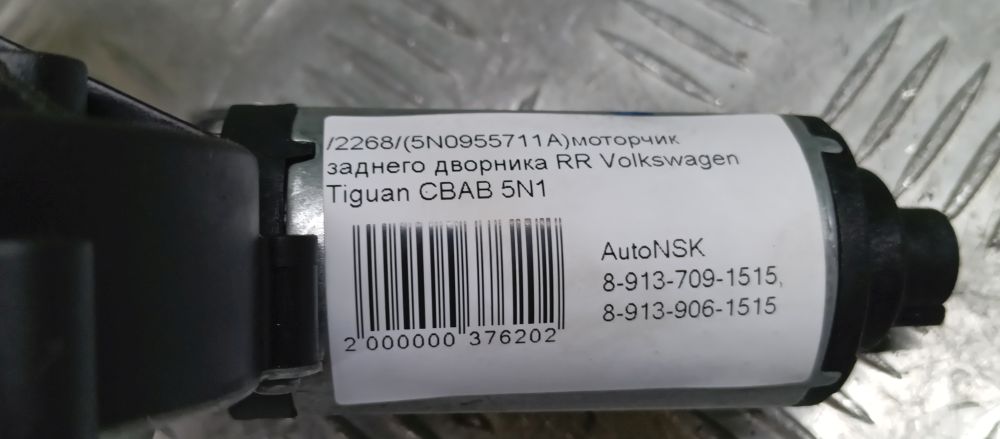 /2268/(5N0955711A)моторчик
заднего дворника RR Volkswagen
Tiguan CBAB 5N1
AutoNSK
8-913-709-1515,
8-913-906-1515
2 000000 376202